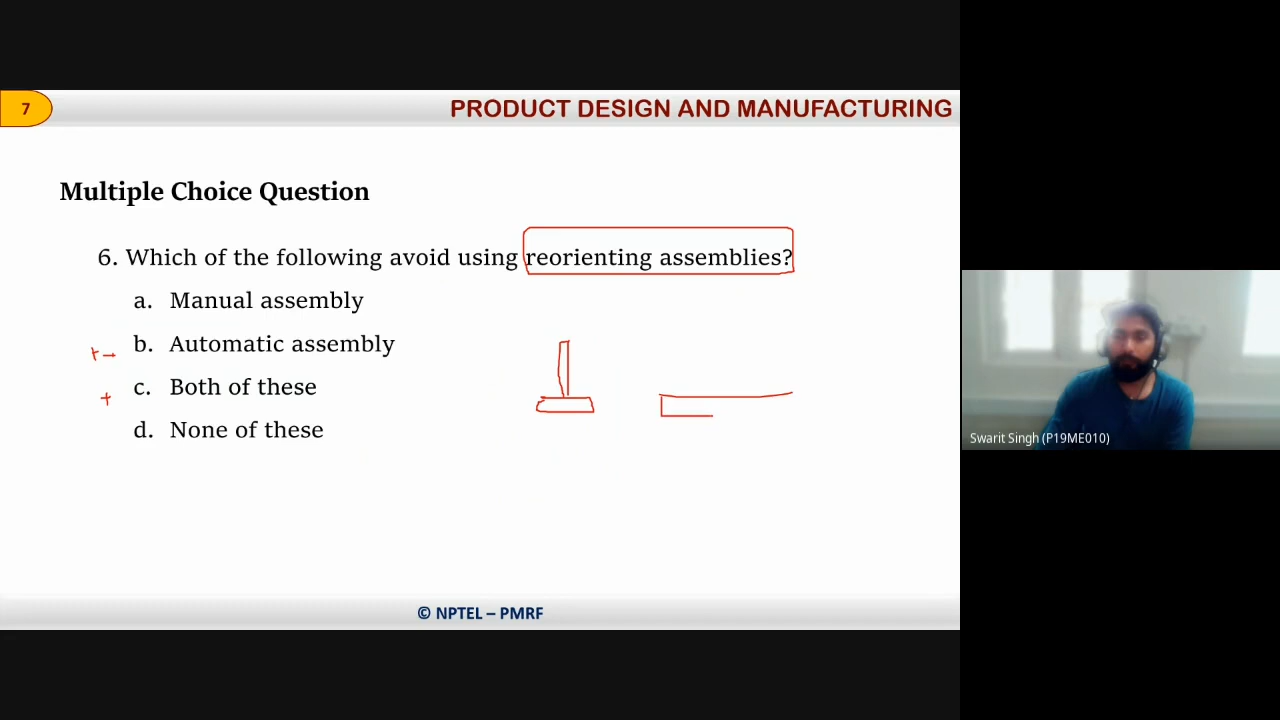 7
PRODUCT DESIGN AND MANUFACTURING
Multiple Choice Question
6. Which of the following avoid using reorienting assemblies?
a. Manual assembly
b. Automatic assembly
c. Both of these
d. None of these
Swarit Singh (P19ME010)
© NPTEL – PMRF